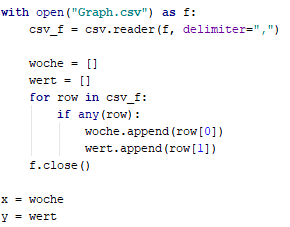 with open("Graph.csv") as f:
    csv_f = csv.reader(f, delimiter=",")
    woche = []
    wert = []
    for row in csv_f:
        if any(row):
            woche.append(row[0])
            wert.append(row[1])
    f.close()
x = woche
y = wert